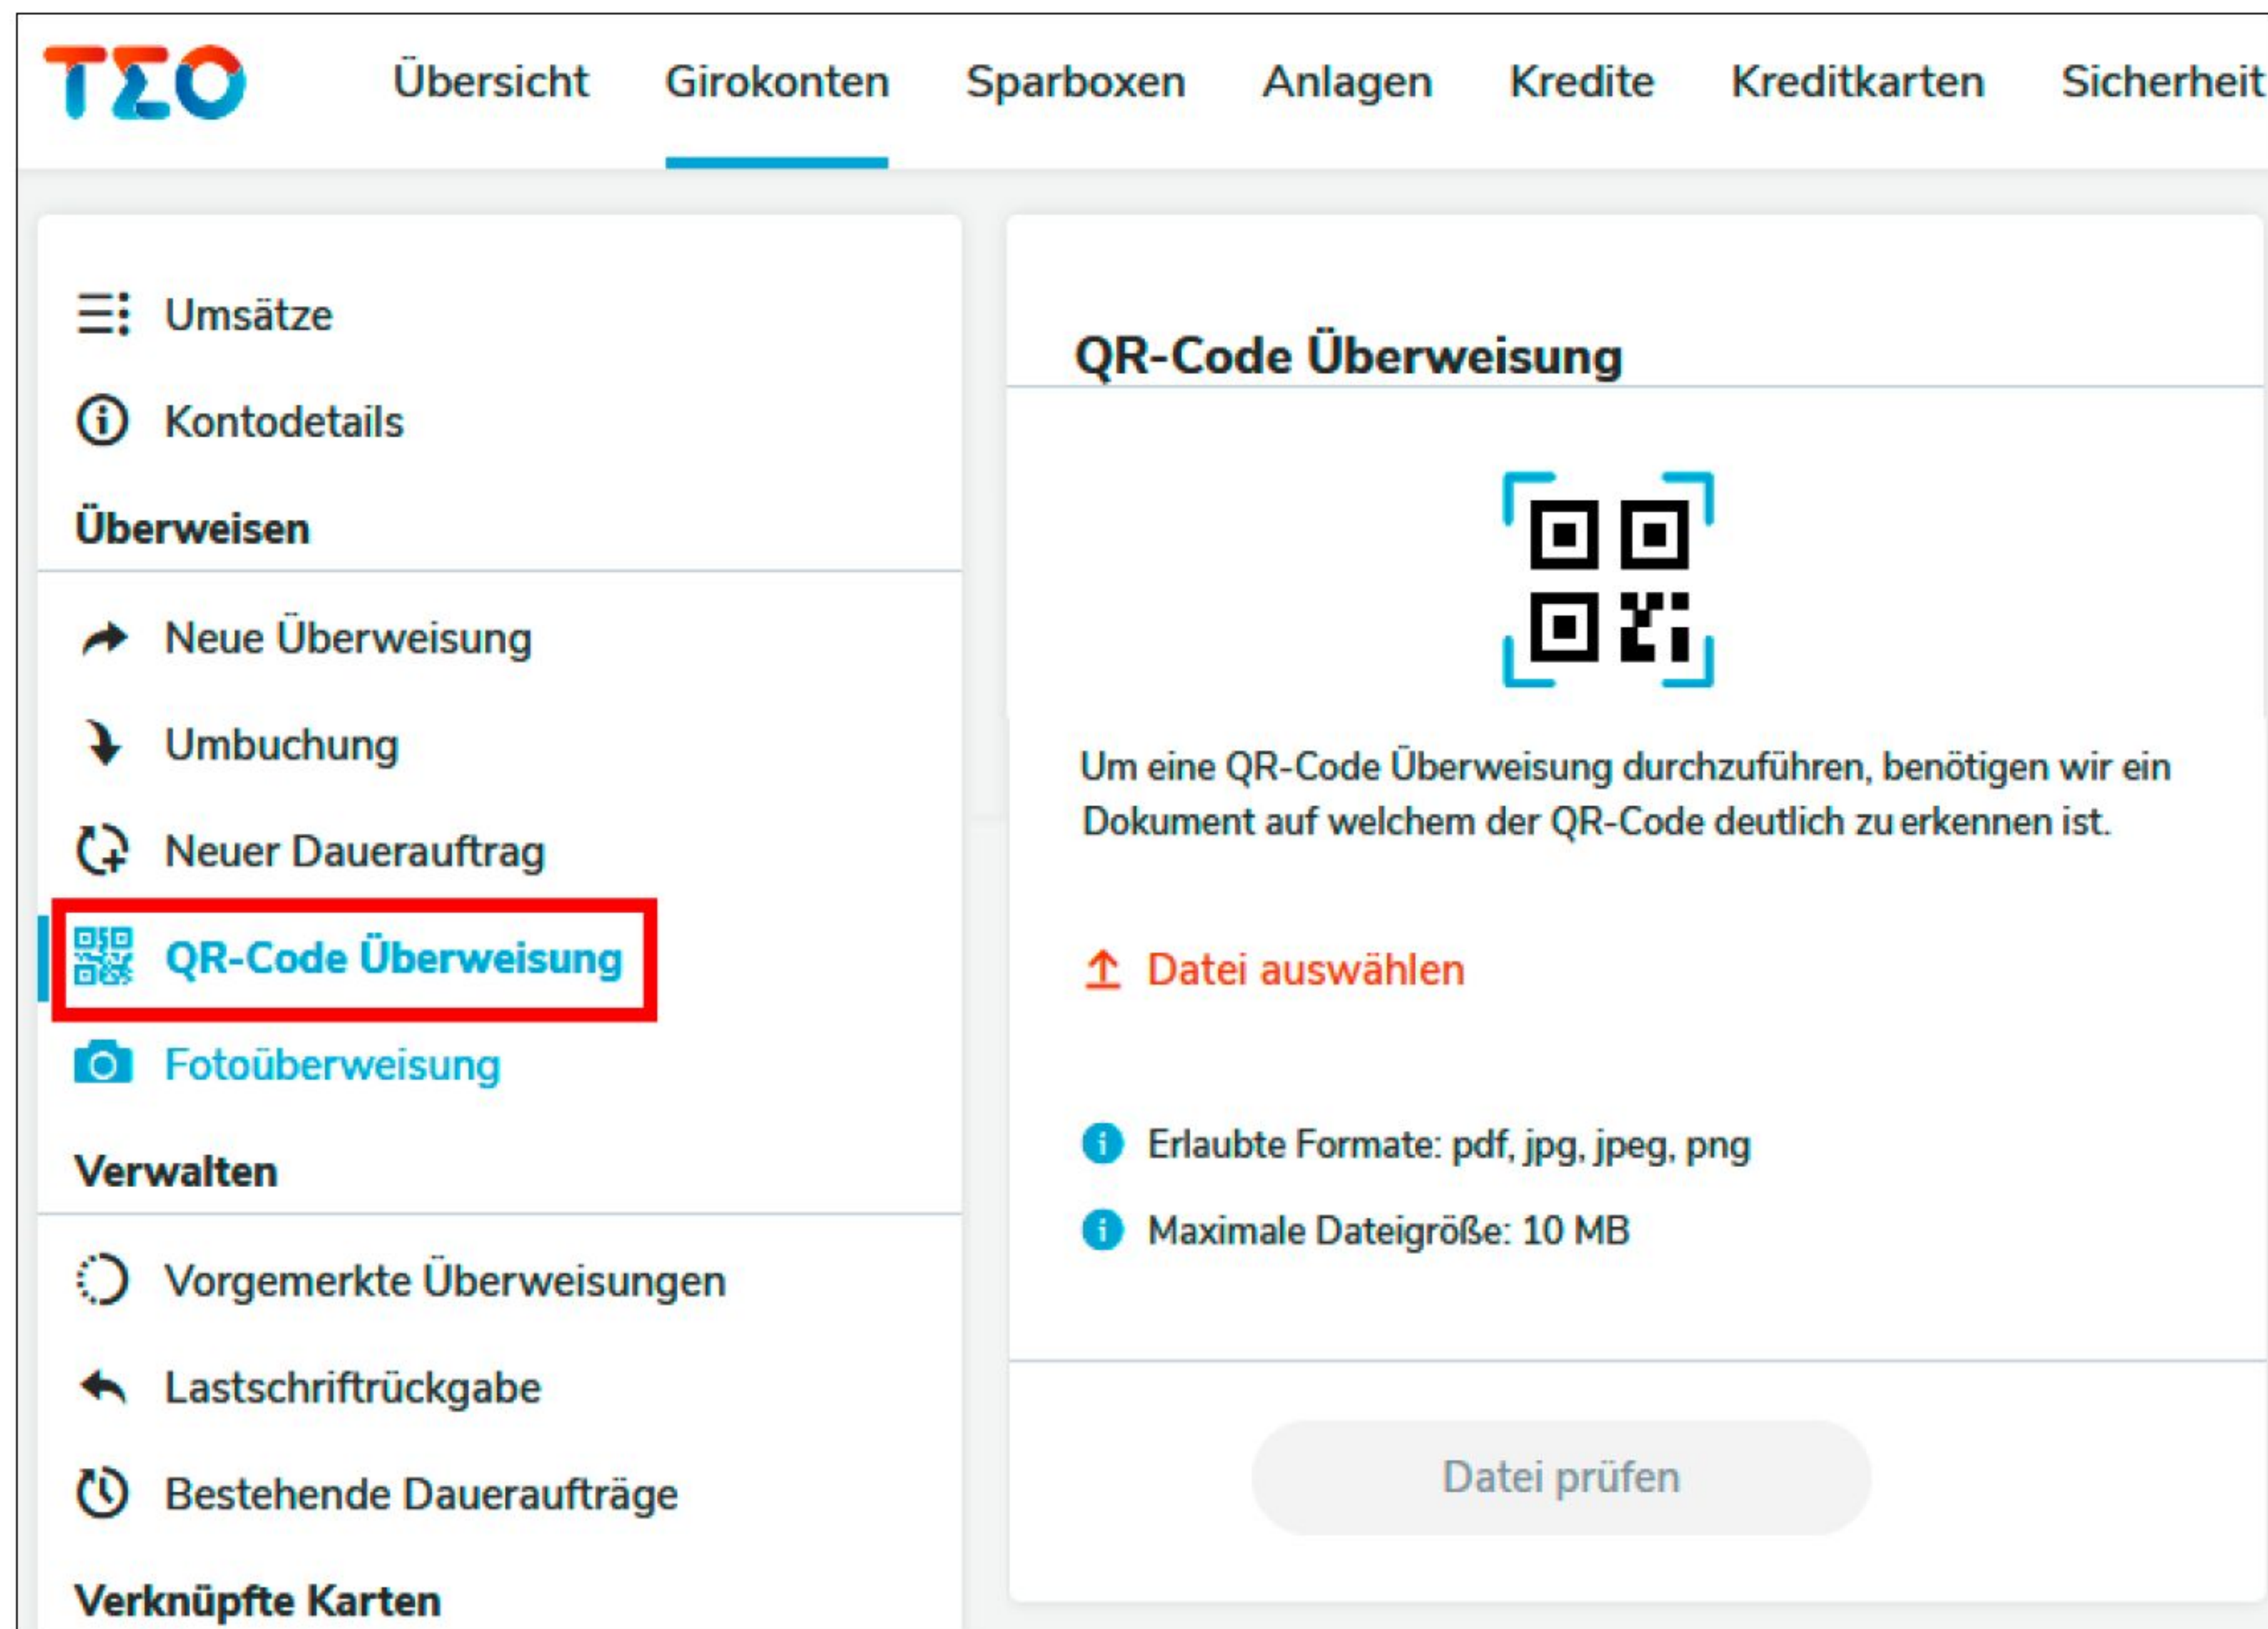 TEO
Übersicht Girokonten Sparboxen Anlagen Kredite Kreditkarten Sicherheit
Umsätze
Kontodetails
Überweisen
Neue Überweisung
Umbuchung
Neuer Dauerauftrag
QR-Code Überweisung
Fotoüberweisung
Verwalten
Vorgemerkte Überweisungen
Lastschriftrückgabe
Bestehende Daueraufträge
Verknüpfte Karten
QR-Code Überweisung
Um eine QR-Code Überweisung durchzuführen, benötigen wir ein
Dokument auf welchem der QR-Code deutlich zu erkennen ist.
Datei auswählen
Erlaubte Formate: pdf, jpg, jpeg, png
Maximale Dateigröße: 10 MB
Datei prüfen